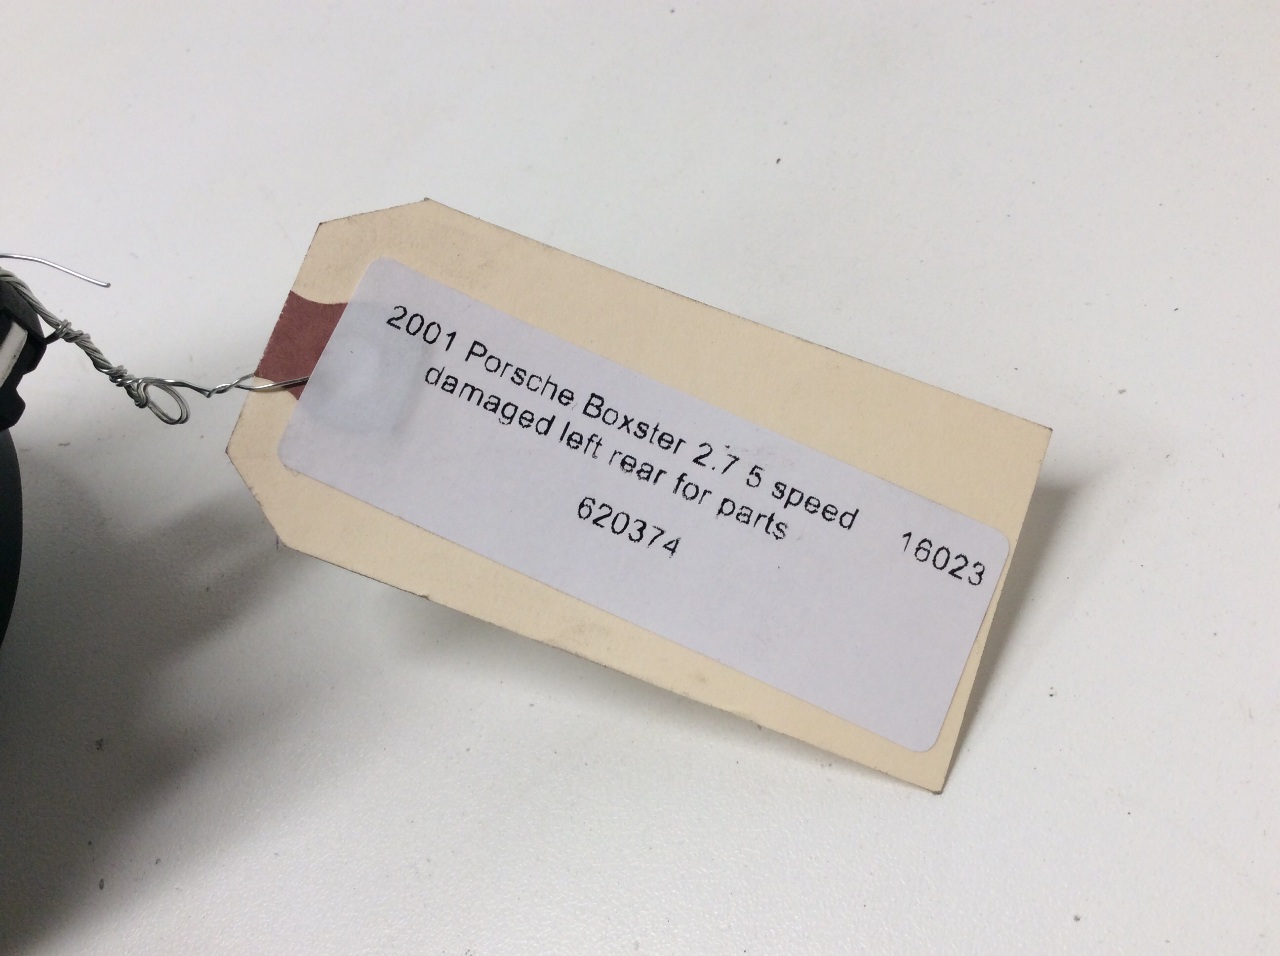 2001 Porsche Boxster 2.7 5 speed
damaged left rear for parts
16023
620374